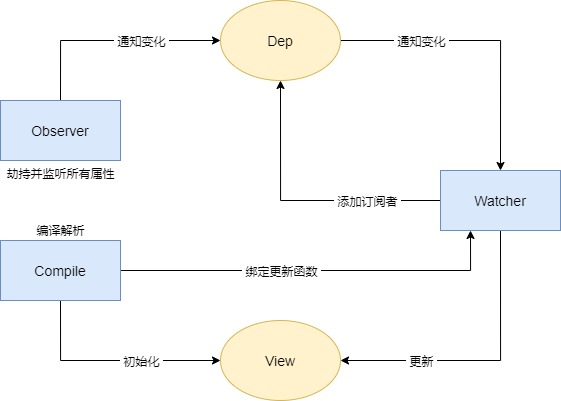 通知变化
Dep
通知变化
Observer
劫持并监听所有属性
添加订阅者
Watcher
编译解析
Compile
绑定更新函数
初始化
View
更新